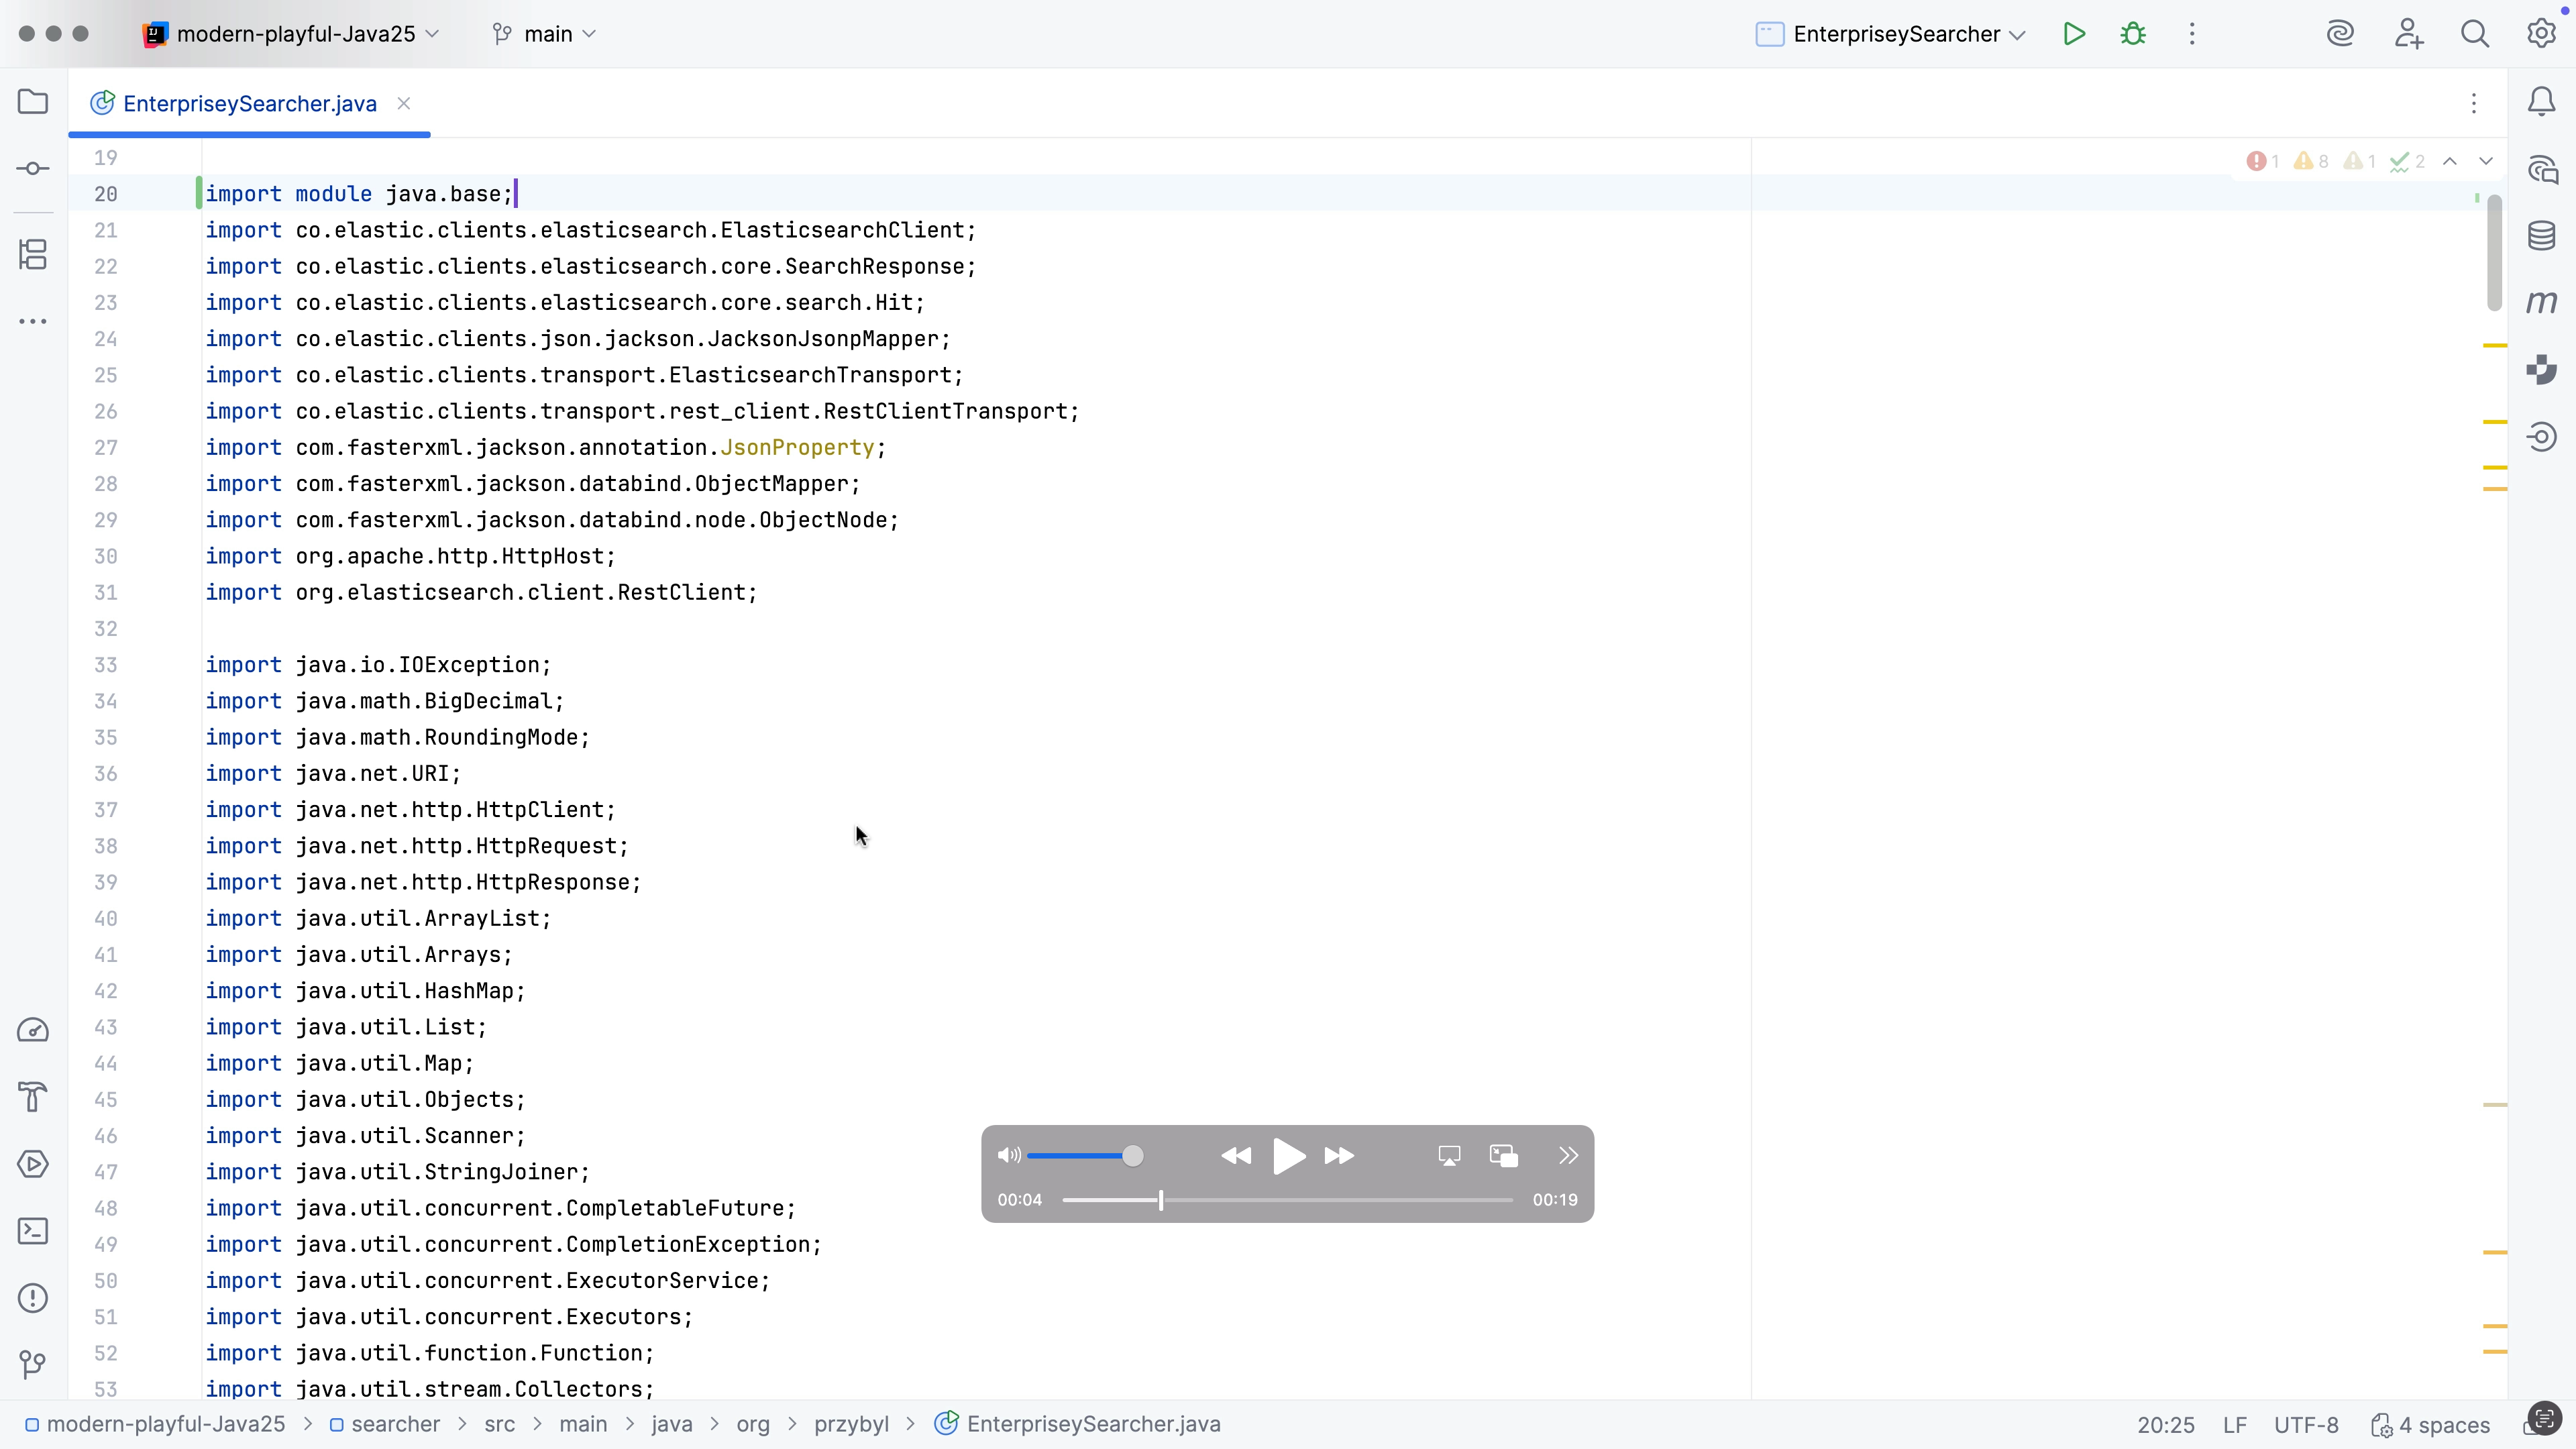 modern-playful-Java25
main
EnterpriseySearcher
EnterpriseySearcher.java
1 8 1 2
19
20 import module java.base;
21 import co.elastic.clients.elasticsearch.ElasticsearchClient;
22 import co.elastic.clients.elasticsearch.core.SearchResponse;
23 import co.elastic.clients.elasticsearch.core.search.Hit;
24 import co.elastic.clients.json.jackson.JacksonJsonpMapper;
25 import co.elastic.clients.transport.ElasticsearchTransport;
26 import co.elastic.clients.transport.rest_client.RestClientTransport;
27 import com.fasterxml.jackson.annotation.JsonProperty;
28 import com.fasterxml.jackson.databind.ObjectMapper;
29 import com.fasterxml.jackson.databind.node.ObjectNode;
30 import org.apache.http.HttpHost;
31 import org.elasticsearch.client.RestClient;
32
33 import java.io.IOException;
34 import java.math.BigDecimal;
35 import java.math.RoundingMode;
36 import java.net.URI;
37 import java.net.http.HttpClient;
38 import java.net.http.HttpRequest;
39 import java.net.http.HttpResponse;
40 import java.util.ArrayList;
41 import java.util.Arrays;
42 import java.util.HashMap;
43 import java.util.List;
44 import java.util.Map;
45 import java.util.Objects;
46 import java.util.Scanner;
47 import java.util.StringJoiner;
48 import java.util.concurrent.CompletableFuture;
49 import java.util.concurrent.CompletionException;
50 import java.util.concurrent.ExecutorService;
51 import java.util.concurrent.Executors;
52 import java.util.function.Function;
53 import java.util.stream.Collectors;
00:04 00:19
modern-playful-Java25 > searcher > src > main > java > org > przybyl > EnterpriseySearcher.java
20:25 LF UTF-8 4 spaces